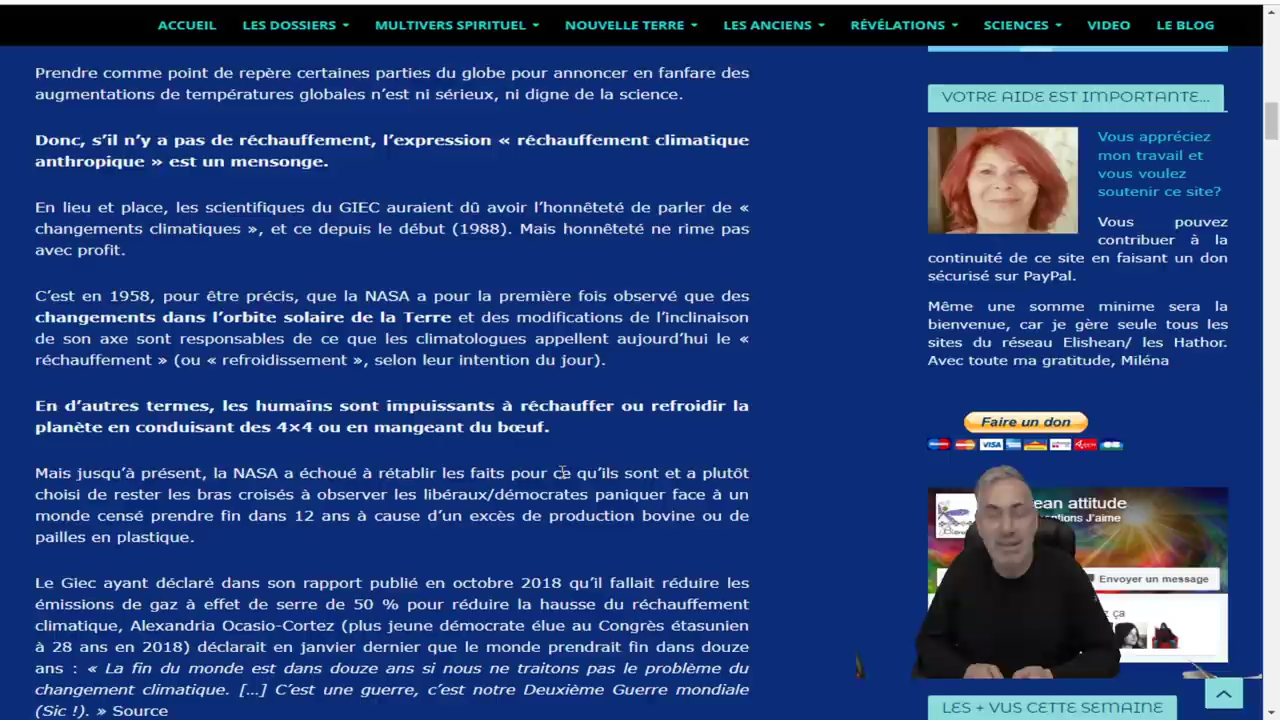 ACCUEIL LES DOSSIERS MULTIVERS SPIRITUEL NOUVELLE TERRE LES ANCIENS RÉVÉLATIONS SCIENCES VIDEO LE BLOG
Prendre comme point de repère certaines parties du globe pour annoncer en fanfare des
augmentations de températures globales n’est ni sérieux, ni digne de la science.
Donc, s’il n’y a pas de réchauffement, l’expression « réchauffement climatique
anthropique » est un mensonge.
En lieu et place, les scientifiques du GIEC auraient dû avoir l’honnêteté de parler de «
changements climatiques », et ce depuis le début (1988). Mais honnêteté ne rime pas
avec profit.
C’est en 1958, pour être précis, que la NASA a pour la première fois observé que des
changements dans l’orbite solaire de la Terre et des modifications de l’inclinaison
de son axe sont responsables de ce que les climatologues appellent aujourd’hui le «
réchauffement » (ou « refroidissement », selon leur intention du jour).
En d’autres termes, les humains sont impuissants à réchauffer ou refroidir la
planète en conduisant des 4×4 ou en mangeant du bœuf.
Mais jusqu’à présent, la NASA a échoué à rétablir les faits pour ce qu’ils sont et a plutôt
choisi de rester les bras croisés à observer les libéraux/démocrates paniquer face à un
monde censé prendre fin dans 12 ans à cause d’un excès de production bovine ou de
pailles en plastique.
Le Giec ayant déclaré dans son rapport publié en octobre 2018 qu’il fallait réduire les
émissions de gaz à effet de serre de 50 % pour réduire la hausse du réchauffement
climatique, Alexandria Ocasio-Cortez (plus jeune démocrate élue au Congrès étasunien
à 28 ans en 2018) déclarait en janvier dernier que le monde prendrait fin dans douze
ans : « La fin du monde est dans douze ans si nous ne traitons pas le problème du
changement climatique. […] C’est une guerre, c’est notre Deuxième Guerre mondiale
(Sic !). » Source
VOTRE AIDE EST IMPORTANTE…
Vous appréciez
mon travail et
vous voulez
soutenir ce site?
Vous pouvez
contribuer à la
continuité de ce site en faisant un don
sécurisé sur PayPal.
Même une somme minime sera la
bienvenue, car je gère seule tous les
sites du réseau Elishean/ les Hathor.
Avec toute ma gratitude, Miléna
Faire un don
VISA
ean attitude
entions J’aime
Envoyer un message
ça
LES + VUS CETTE SEMAINE